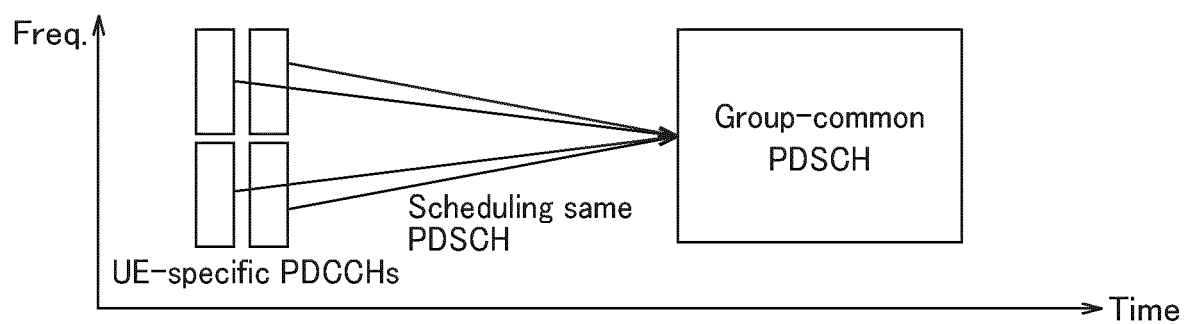 Freq.
Group-common
PDSCH
Scheduling same
PDSCH
UE-specific PDCCHs
Time